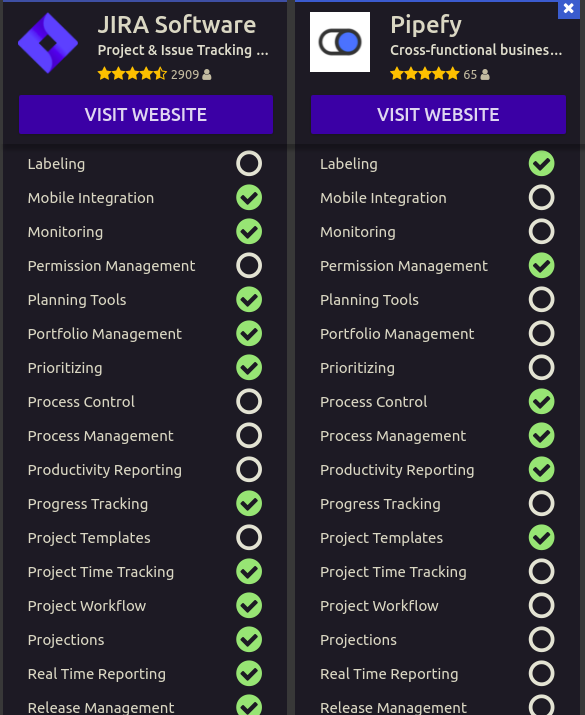 JIRA Software
Project & Issue Tracking ...
2909
VISIT WEBSITE
Labeling
Mobile Integration
Monitoring
Permission Management
Planning Tools
Portfolio Management
Prioritizing
Process Control
Process Management
Productivity Reporting
Progress Tracking
Project Templates
Project Time Tracking
Project Workflow
Projections
Real Time Reporting
Release Management
Pipefy
Cross-functional busines...
65
VISIT WEBSITE
Labeling
Mobile Integration
Monitoring
Permission Management
Planning Tools
Portfolio Management
Prioritizing
Process Control
Process Management
Productivity Reporting
Progress Tracking
Project Templates
Project Time Tracking
Project Workflow
Projections
Real Time Reporting
Release Management